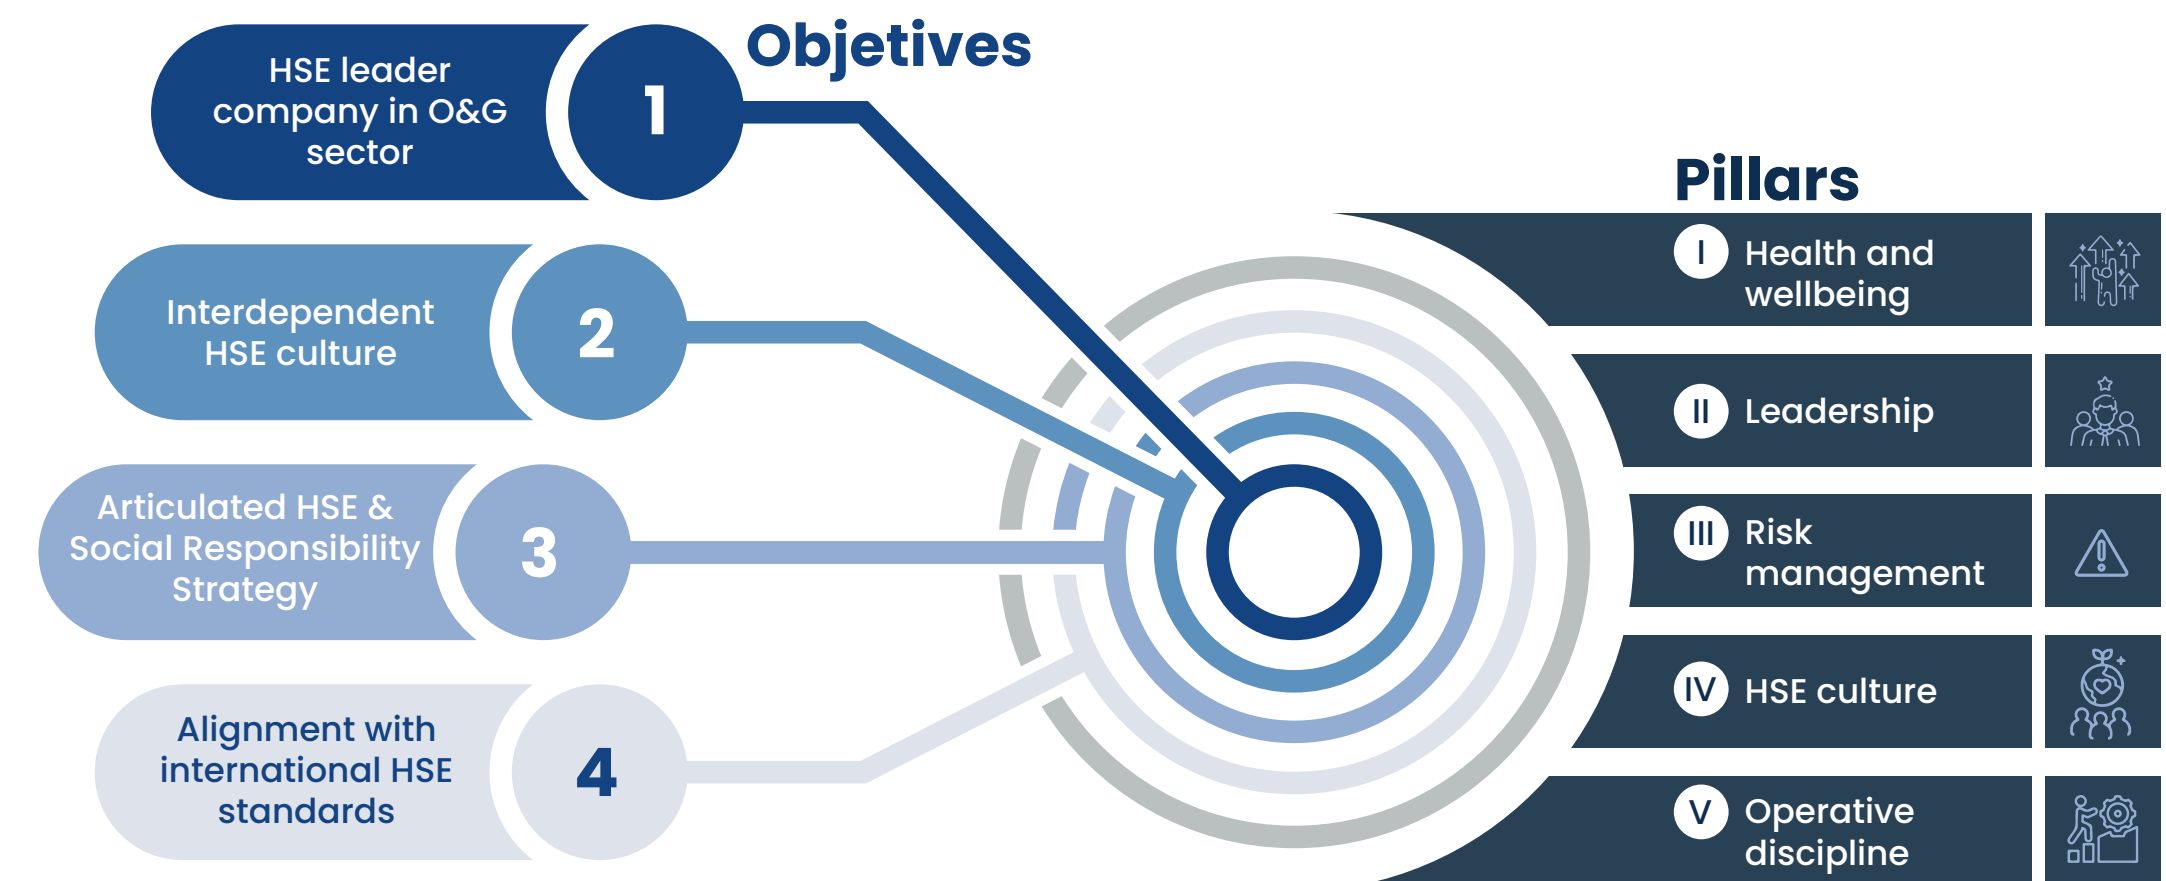 Objetives
1
HSE leader
company in O&G
sector
2
Interdependent
HSE culture
3
Articulated HSE &
Social Responsibility
Strategy
4
Alignment with
international HSE
standards
Pillars
I
Health and
wellbeing
II
Leadership
III
Risk
management
IV
HSE culture
V
Operative
discipline